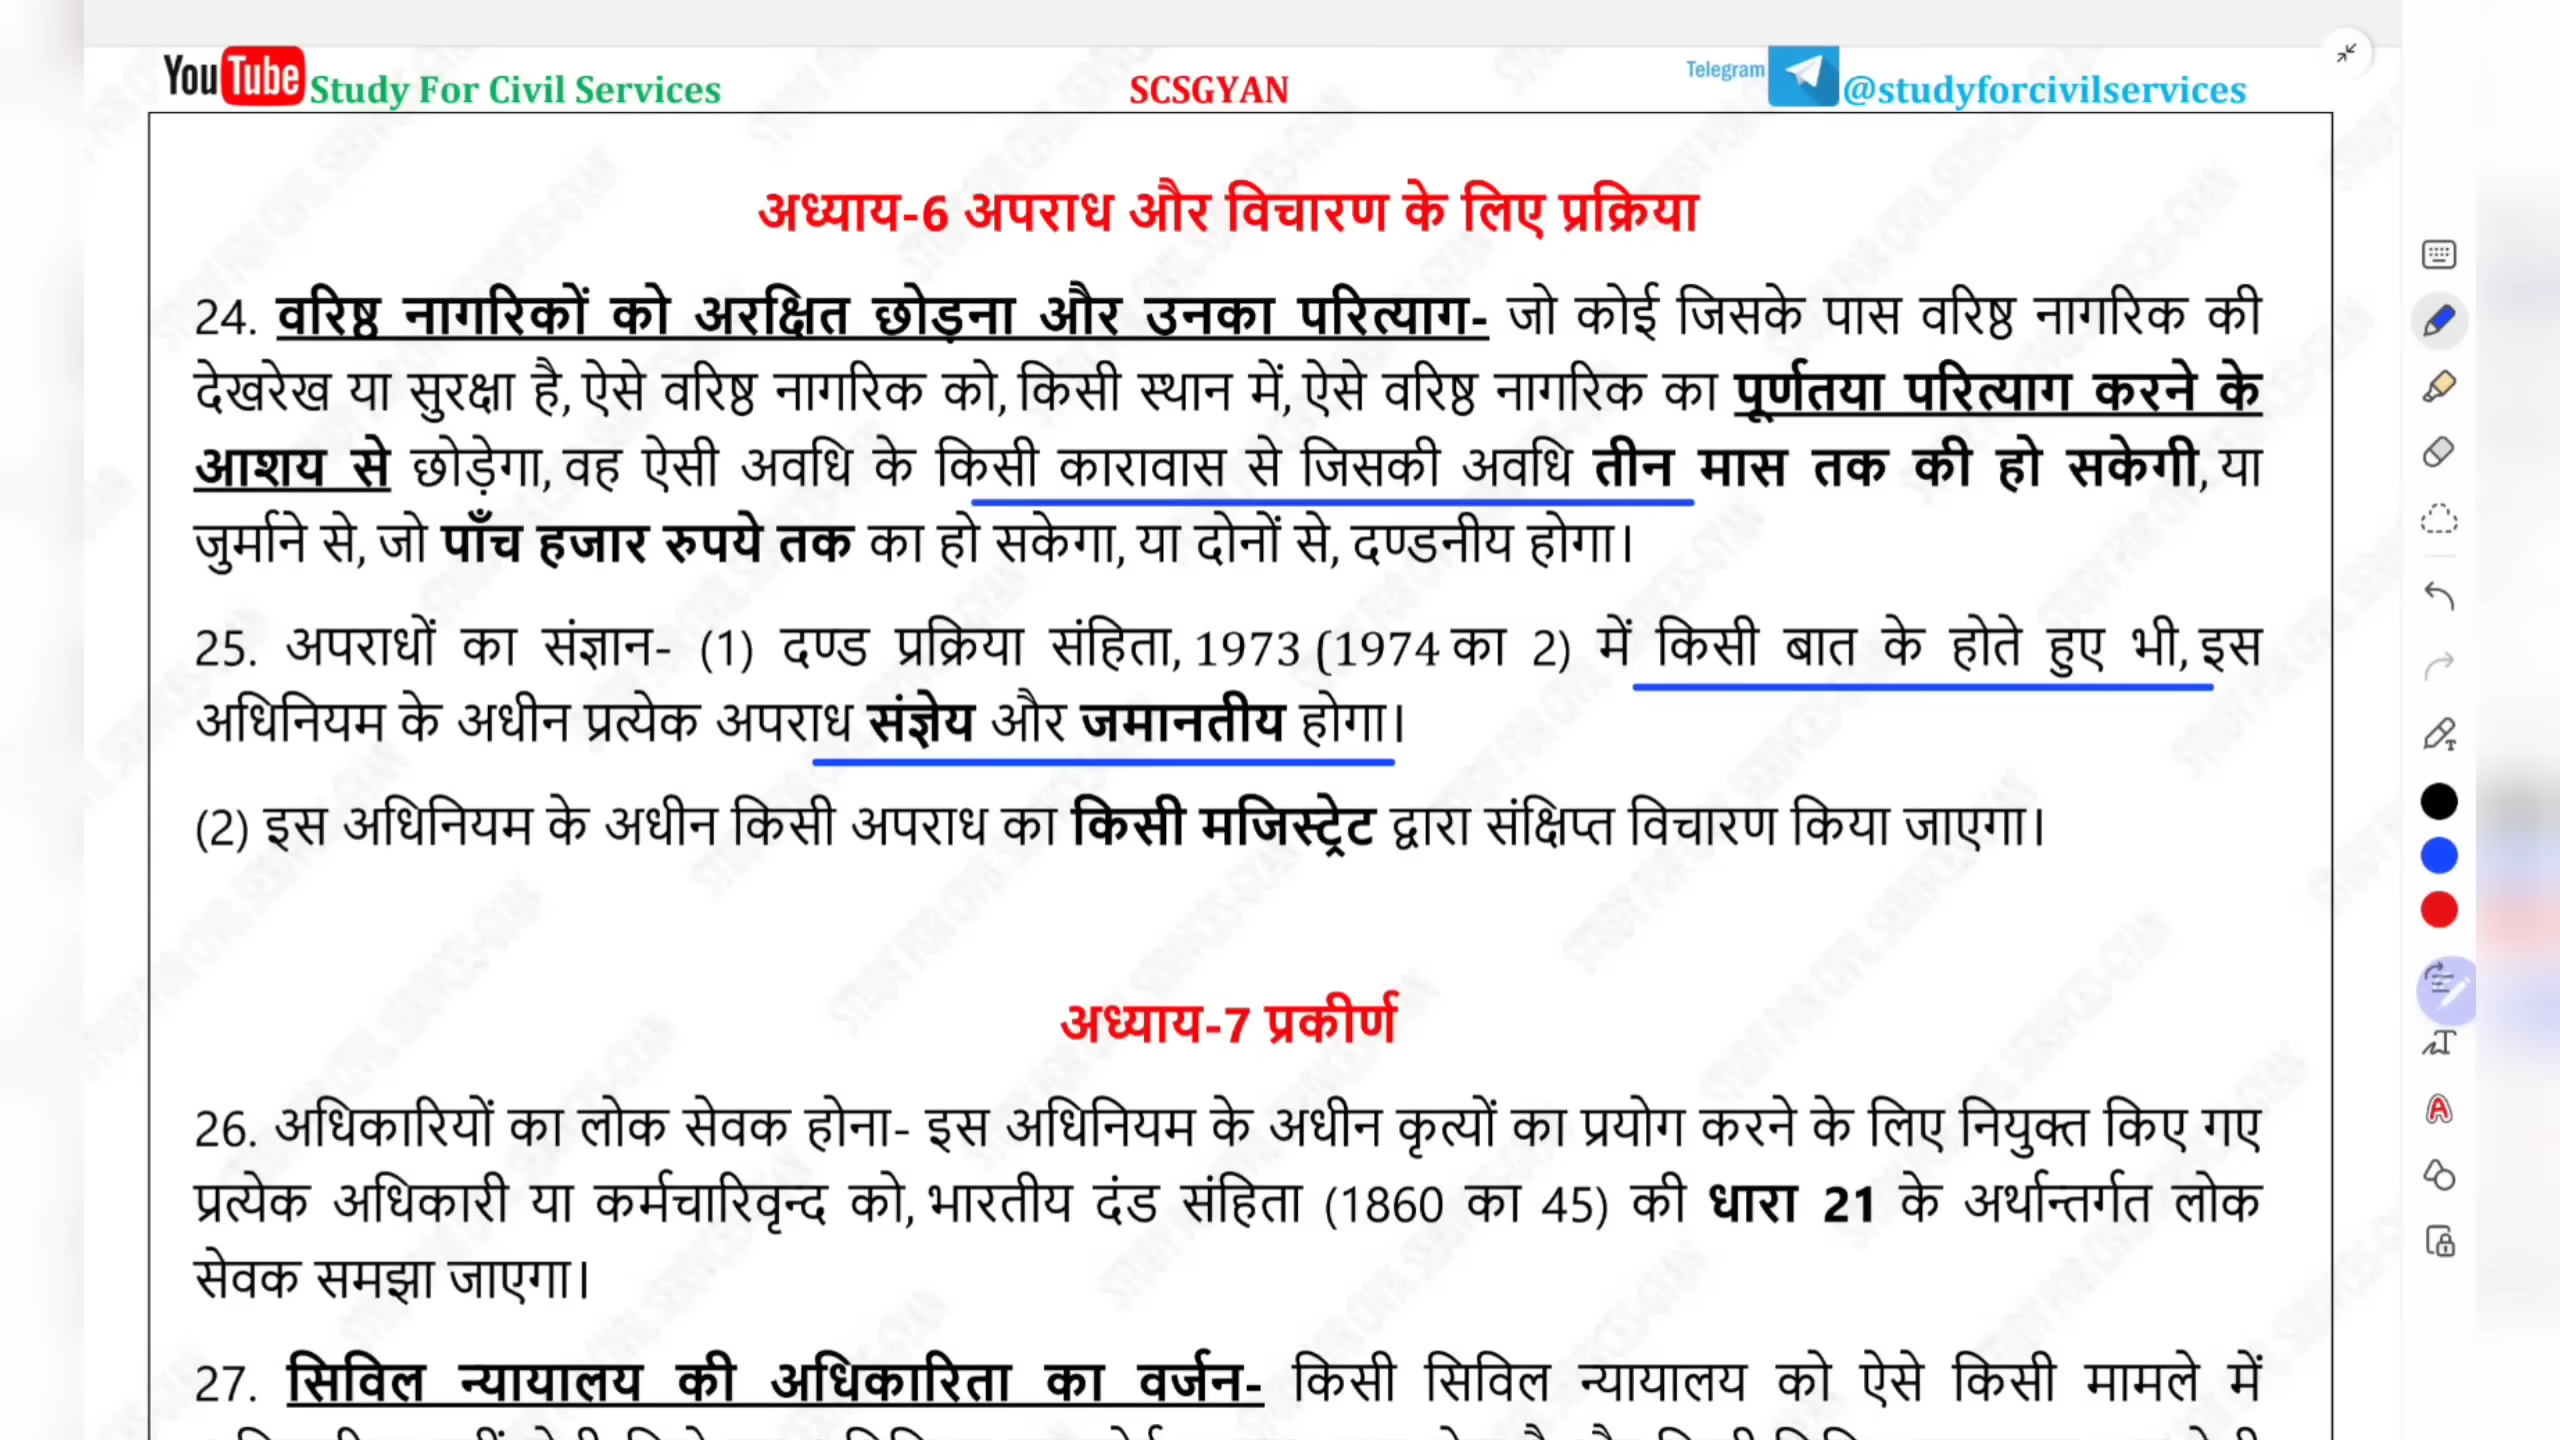 YouTube Study For Civil Services SCSGYAN Telegram @studyforcivilservices
अध्याय-6 अपराध और विचारण के लिए प्रक्रिया
24. वरिष्ठ नागरिकों को अरक्षित छोड़ना और उनका परित्याग- जो कोई जिसके पास वरिष्ठ नागरिक की
देखरेख या सुरक्षा है, ऐसे वरिष्ठ नागरिक को, किसी स्थान में, ऐसे वरिष्ठ नागरिक का पूर्णतया परित्याग करने के
आशय से छोड़ेगा, वह ऐसी अवधि के किसी कारावास से जिसकी अवधि तीन मास तक की हो सकेगी, या
जुर्माने से, जो पाँच हजार रुपये तक का हो सकेगा, या दोनों से, दण्डनीय होगा।
25. अपराधों का संज्ञान- (1) दण्ड प्रक्रिया संहिता, 1973 (1974 का 2) में किसी बात के होते हुए भी, इस
अधिनियम के अधीन प्रत्येक अपराध संज्ञेय और जमानतीय होगा।
(2) इस अधिनियम के अधीन किसी अपराध का किसी मजिस्ट्रेट द्वारा संक्षिप्त विचारण किया जाएगा।
अध्याय-7 प्रकीर्ण
26. अधिकारियों का लोक सेवक होना- इस अधिनियम के अधीन कृत्यों का प्रयोग करने के लिए नियुक्त किए गए
प्रत्येक अधिकारी या कर्मचारिवृन्द को, भारतीय दंड संहिता (1860 का 45) की धारा 21 के अर्थान्तर्गत लोक
सेवक समझा जाएगा।
27. सिविल न्यायालय की अधिकारिता का वर्जन- किसी सिविल न्यायालय को ऐसे किसी मामले में